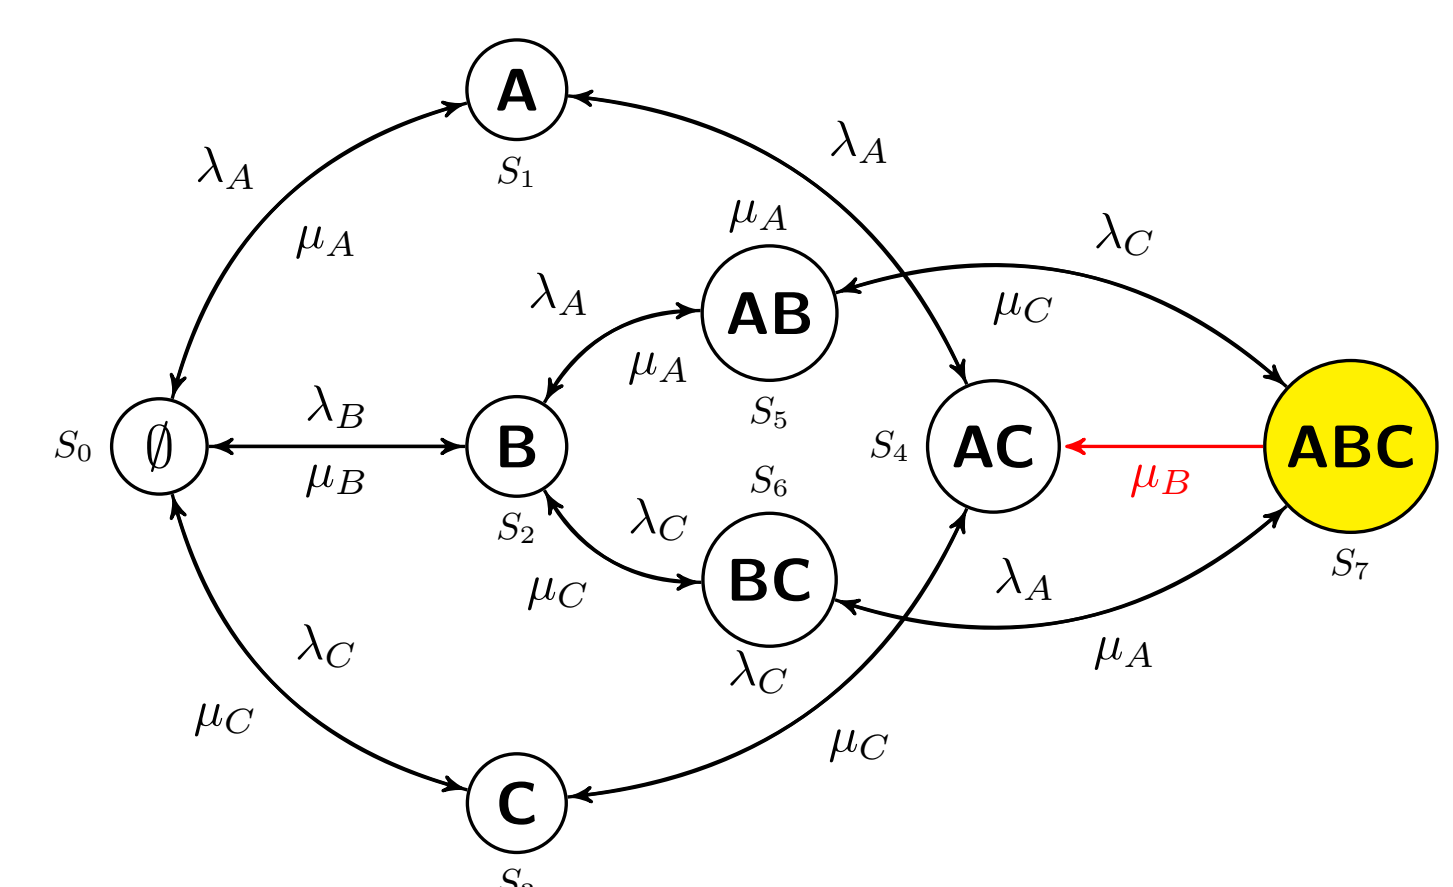 A
λ_A
λ_A
S_1
μ_A
λ_C
μ_A
λ_A
AB
μ_C
μ_A
λ_B
S_5
S_0
∅
B
S_4
AC
μ_B
ABC
μ_B
S_6
S_2
λ_C
S_7
BC
λ_A
μ_C
λ_C
μ_A
λ_C
μ_C
μ_C
C